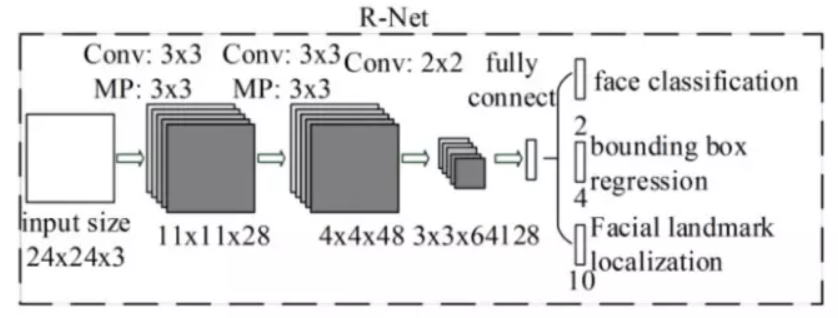 R-Net
Conv: 3x3 Conv: 3x3 Conv: 2x2 fully
MP: 3x3 MP: 3x3 connect
face classification
2
bounding box
regression
4
input size
24x24x3
11x11x28 4x4x48 3x3x64 128
Facial landmark
localization
10